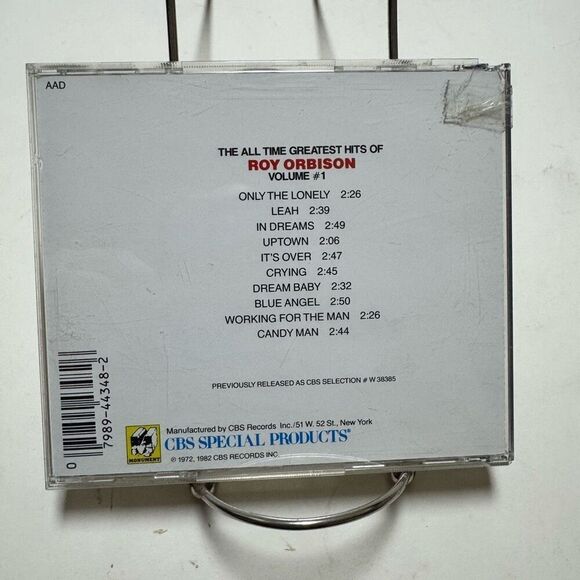 AAD
THE ALL TIME GREATEST HITS OF
ROY ORBISON
VOLUME #1
ONLY THE LONELY 2:26
LEAH 2:39
IN DREAMS 2:49
UPTOWN 2:06
IT'S OVER 2:47
CRYING 2:45
DREAM BABY 2:32
BLUE ANGEL 2:50
WORKING FOR THE MAN 2:26
CANDY MAN 2:44
PREVIOUSLY RELEASED AS CBS SELECTION # W 38385
0 7989-44348-2
MONUMENT
Manufactured by CBS Records Inc./51 W. 52 St., New York
CBS SPECIAL PRODUCTS®
℗ 1972, 1982 CBS RECORDS INC.